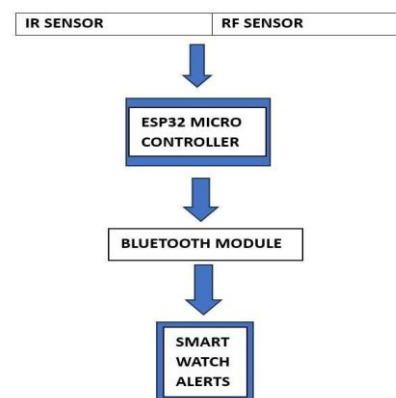 IR SENSOR
RF SENSOR
ESP32 MICRO
CONTROLLER
BLUETOOTH MODULE
SMART
WATCH
ALERTS